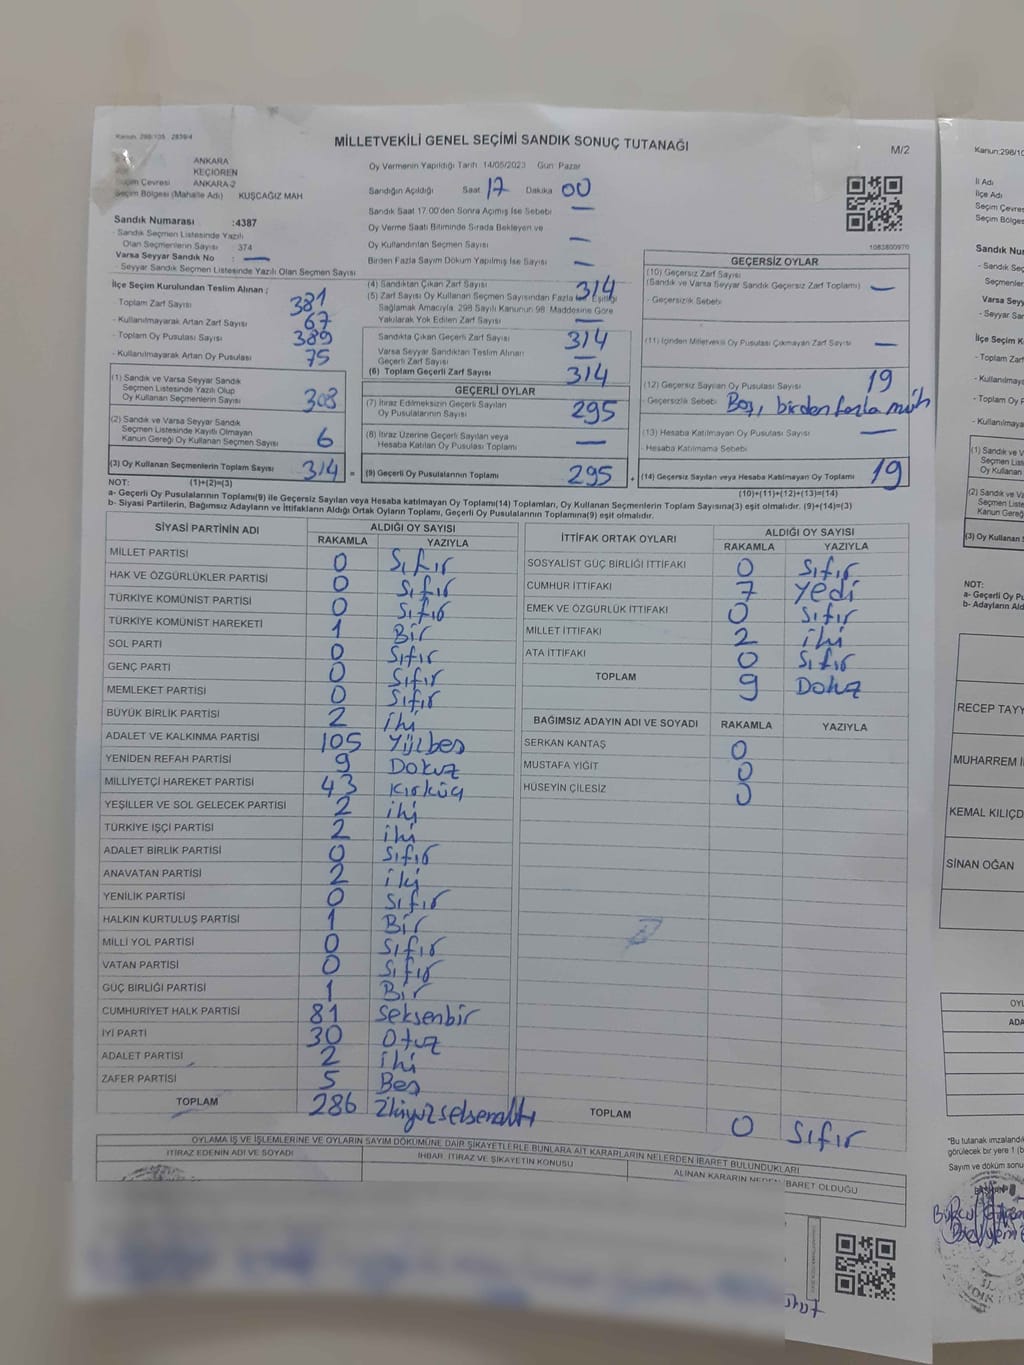 Kanun: 298/105 2839/4
MİLLETVEKİLİ GENEL SEÇİMİ SANDIK SONUÇ TUTANAĞI
M/2
ANKARA
KEÇİÖREN
Seçim Çevresi ANKARA-2
Seçim Bölgesi (Mahalle Adı) KUŞCAĞIZ MAH
Oy Vermenin Yapıldığı Tarih 14/05/2023 Gün Pazar
Sandığın Açıldığı Saat 17 Dakika 00
Sandık Saat 17.00'den Sonra Açılmış İse Sebebi —
Oy Verme Saati Bitiminde Sırada Bekleyen ve
Oy Kullandırılan Seçmen Sayısı —
Birden Fazla Sayım Döküm Yapılmış İse Sayısı —
1083800970
Sandık Numarası :4387
- Sandık Seçmen Listesinde Yazılı
Olan Seçmenlerin Sayısı : 374
Varsa Seyyar Sandık No : —
- Seyyar Sandık Seçmen Listesinde Yazılı Olan Seçmen Sayısı
İlçe Seçim Kurulundan Teslim Alınan ;
- Toplam Zarf Sayısı 381
- Kullanılmayarak Artan Zarf Sayısı 67
- Toplam Oy Pusulası Sayısı 389
- Kullanılmayarak Artan Oy Pusulası 75
(1) Sandık ve Varsa Seyyar Sandık
Seçmen Listesinde Yazılı Olup
Oy Kullanan Seçmenlerin Sayısı 308
(2) Sandık ve Varsa Seyyar Sandık
Seçmen Listesinde Kayıtlı Olmayan
Kanun Gereği Oy Kullanan Seçmen Sayısı 6
(3) Oy Kullanan Seçmenlerin Toplam Sayısı 314 =
(4) Sandıktan Çıkan Zarf Sayısı 314
(5) Zarf Sayısı Oy Kullanan Seçmen Sayısından Fazla İse, Eşitliği
Sağlamak Amacıyla, 298 Sayılı Kanunun 98. Maddesine Göre
Yakılarak Yok Edilen Zarf Sayısı —
Sandıkta Çıkan Geçerli Zarf Sayısı 314
Varsa Seyyar Sandıktan Teslim Alınan
Geçerli Zarf Sayısı —
(6) Toplam Geçerli Zarf Sayısı 314
GEÇERLİ OYLAR
(7) İtiraz Edilmeksizin Geçerli Sayılan
Oy Pusulalarının Sayısı 295
(8) İtiraz Üzerine Geçerli Sayılan veya
Hesaba Katılan Oy Pusulası Toplamı —
(9) Geçerli Oy Pusulalarının Toplamı 295 +
GEÇERSİZ OYLAR
(10) Geçersiz Zarf Sayısı
(Sandık ve Varsa Seyyar Sandık Geçersiz Zarf Toplamı) —
- Geçersizlik Sebebi
(11) İçinden Milletvekili Oy Pusulası Çıkmayan Zarf Sayısı —
(12) Geçersiz Sayılan Oy Pusulası Sayısı 19
- Geçersizlik Sebebi Boş, birden fazla müh
(13) Hesaba Katılmayan Oy Pusulası Sayısı —
- Hesaba Katılmama Sebebi
(14) Geçersiz Sayılan veya Hesaba Katılmayan Oy Toplamı 19
NOT: (1)+(2)=(3)
(10)+(11)+(12)+(13)=(14)
a- Geçerli Oy Pusulalarının Toplamı(9) ile Geçersiz Sayılan veya Hesaba katılmayan Oy Toplamı(14) Toplamları, Oy Kullanan Seçmenlerin Toplam Sayısına(3) eşit olmalıdır. (9)+(14)=(3)
b- Siyasi Partilerin, Bağımsız Adayların ve İttifakların Aldığı Ortak Oyların Toplamı, Geçerli Oy Pusulalarının Toplamına(9) eşit olmalıdır.
SİYASİ PARTİNİN ADI ALDIĞI OY SAYISI
RAKAMLA YAZIYLA
MİLLET PARTİSİ 0 Sıfır
HAK VE ÖZGÜRLÜKLER PARTİSİ 0 Sıfır
TÜRKİYE KOMÜNİST PARTİSİ 0 Sıfır
TÜRKİYE KOMÜNİST HAREKETİ 1 Bir
SOL PARTİ 0 Sıfır
GENÇ PARTİ 0 Sıfır
MEMLEKET PARTİSİ 0 Sıfır
BÜYÜK BİRLİK PARTİSİ 2 iki
ADALET VE KALKINMA PARTİSİ 105 Yüzbeş
YENİDEN REFAH PARTİSİ 9 Dokuz
MİLLİYETÇİ HAREKET PARTİSİ 43 Kırküç
YEŞİLLER VE SOL GELECEK PARTİSİ 2 iki
TÜRKİYE İŞÇİ PARTİSİ 2 iki
ADALET BİRLİK PARTİSİ 0 Sıfır
ANAVATAN PARTİSİ 2 iki
YENİLİK PARTİSİ 0 Sıfır
HALKIN KURTULUŞ PARTİSİ 1 Bir
MİLLİ YOL PARTİSİ 0 Sıfır
VATAN PARTİSİ 0 Sıfır
GÜÇ BİRLİĞİ PARTİSİ 1 Bir
CUMHURİYET HALK PARTİSİ 81 Seksenbir
İYİ PARTİ 30 Otuz
ADALET PARTİSİ 2 iki
ZAFER PARTİSİ 5 Beş
TOPLAM 286 İkiyüzseksenaltı
İTTİFAK ORTAK OYLARI ALDIĞI OY SAYISI
RAKAMLA YAZIYLA
SOSYALİST GÜÇ BİRLİĞİ İTTİFAKI 0 Sıfır
CUMHUR İTTİFAKI 7 Yedi
EMEK VE ÖZGÜRLÜK İTTİFAKI 0 Sıfır
MİLLET İTTİFAKI 2 iki
ATA İTTİFAKI 0 Sıfır
TOPLAM 9 Dokuz
BAĞIMSIZ ADAYIN ADI VE SOYADI RAKAMLA YAZIYLA
SERKAN KANTAŞ 0
MUSTAFA YİĞİT 0
HÜSEYİN ÇİLESİZ 0
TOPLAM 0 Sıfır
OYLAMA İŞ VE İŞLEMLERİNE VE OYLARIN SAYIM DÖKÜMÜNE DAİR ŞİKAYETLERLE BUNLARA AİT KARARLARIN NELERDEN İBARET BULUNDUKLARI
İTİRAZ EDENİN ADI VE SOYADI İHBAR, İTİRAZ VE ŞİKAYETİN KONUSU ALINAN KARARIN NEDEN İBARET OLDUĞU
Kanun:298/10
İl Adı
İlçe Adı
Seçim Çevres
Seçim Bölges
Sandık Nu
- Sandık Seç
Seçmenler
Varsa Seyy
- Seyyar San
İlçe Seçim K
- Toplam Zarf
- Kullanılmaya
- Toplam O
- Kullanılmaya
(1) Sandık ve
Seçmen Lis
Oy Kullanan
(2) Sandık ve Va
Seçmen List
Kanun Gereğ
(3) Oy Kullanan S
NOT:
a- Geçerli Oy Pu
b- Adayların Ald
RECEP TAYY
MUHARREM İ
KEMAL KILIÇD
SİNAN OĞAN
OYL
ADA
"Bu tutanak imzalandı
görülecek bir yere 1 (b
Sayım ve döküm sonu